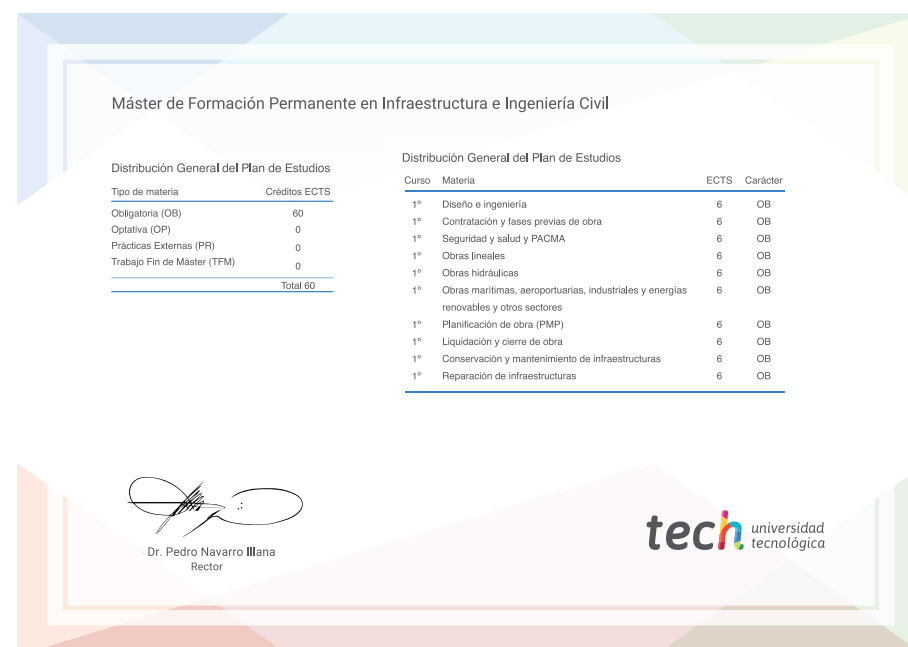 Máster de Formación Permanente en Infraestructura e Ingeniería Civil
Distribución General del Plan de Estudios
Tipo de materia Créditos ECTS
Obligatoria (OB) 60
Optativa (OP) 0
Prácticas Externas (PR) 0
Trabajo Fin de Máster (TFM) 0
Total 60
Distribución General del Plan de Estudios
Curso Materia ECTS Carácter
1º Diseño e ingeniería 6 OB
1º Contratación y fases previas de obra 6 OB
1º Seguridad y salud y PACMA 6 OB
1º Obras lineales 6 OB
1º Obras hidráulicas 6 OB
1º Obras marítimas, aeroportuarias, industriales y energías 6 OB
renovables y otros sectores
1º Planificación de obra (PMP) 6 OB
1º Liquidación y cierre de obra 6 OB
1º Conservación y mantenimiento de infraestructuras 6 OB
1º Reparación de infraestructuras 6 OB
Dr. Pedro Navarro Illana
Rector
tech universidad
tecnológica